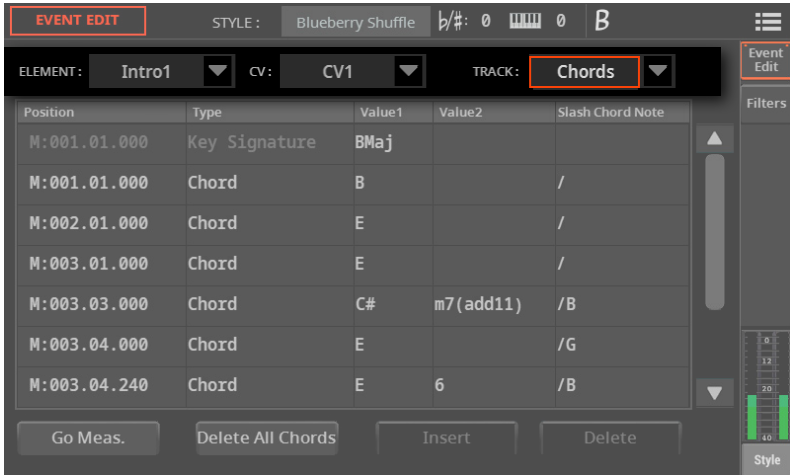 EVENT EDIT STYLE: Blueberry Shuffle b/#: 0 0 B
ELEMENT: Intro1 CV: CV1 TRACK: Chords
Event Edit
Filters
Position Type Value1 Value2 Slash Chord Note
M:001.01.000 Key Signature BMaj
M:001.01.000 Chord B /
M:002.01.000 Chord E /
M:003.01.000 Chord E /
M:003.03.000 Chord C# m7(add11) /B
M:003.04.000 Chord E /G
M:003.04.240 Chord E 6 /B
0
12
20
60
Go Meas. Delete All Chords Insert Delete
Style